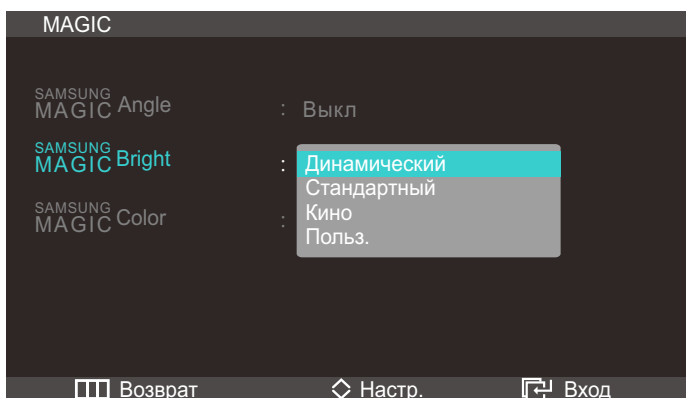 MAGIC
SAMSUNG
MAGIC Angle : Выкл
SAMSUNG
MAGIC Bright : Динамический
Стандартный
SAMSUNG
MAGIC Color :
Кино
Польз.
Возврат Настр. Вход